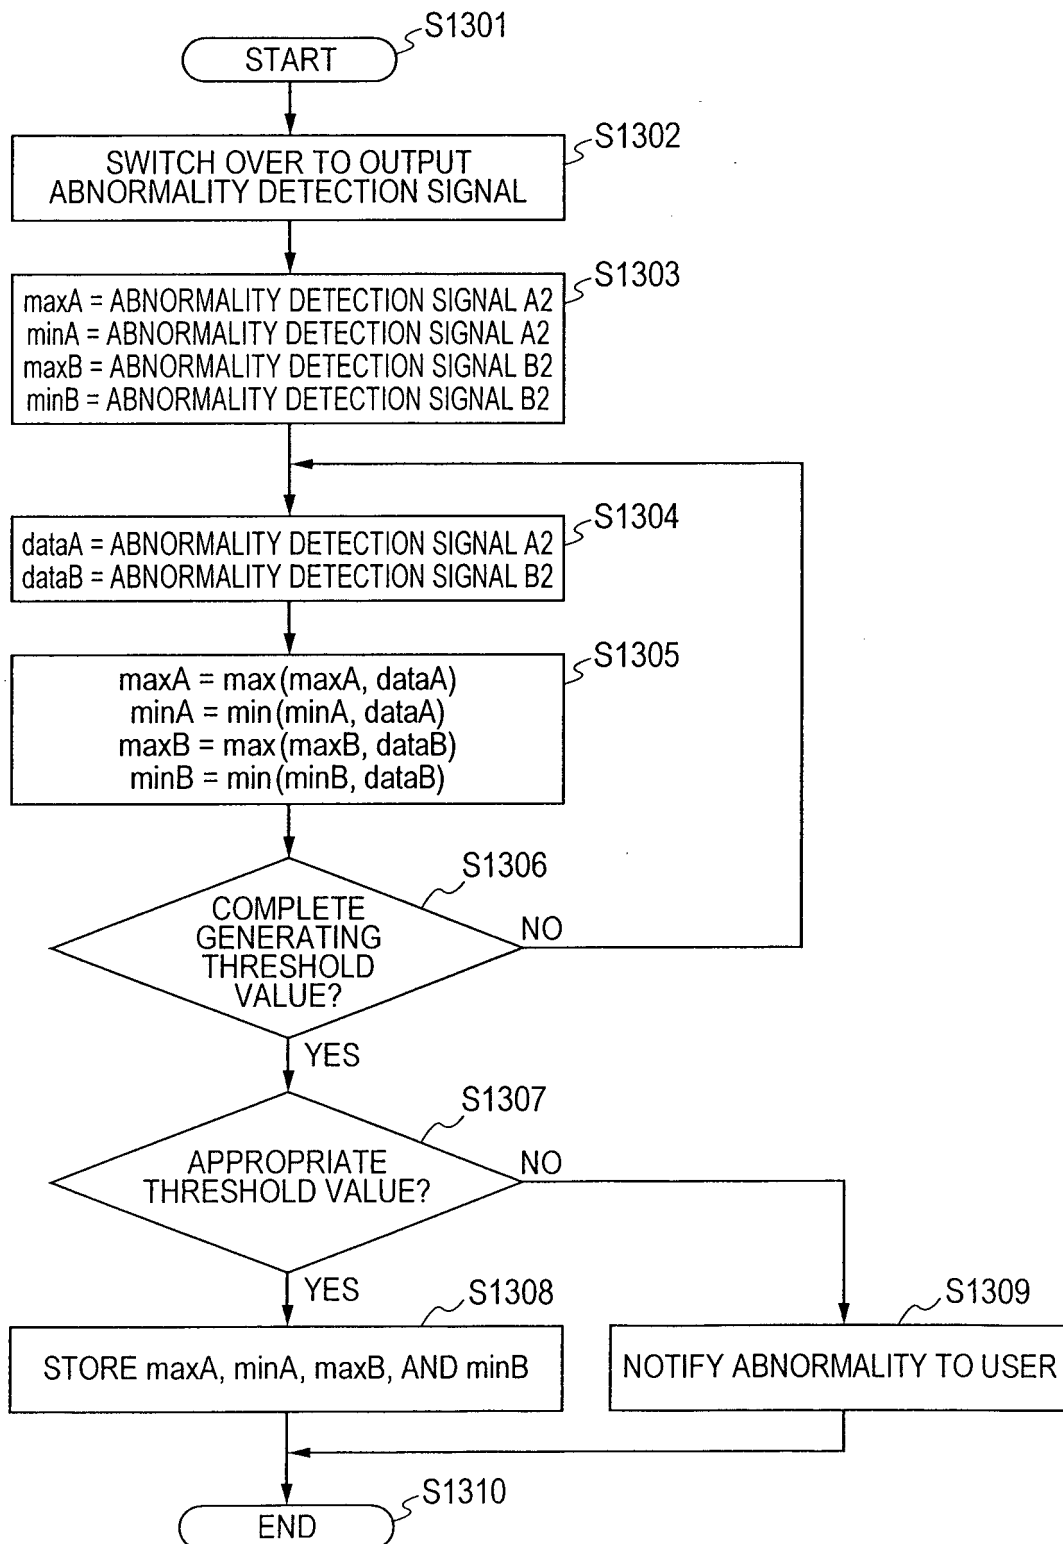 S1301
START
S1302
SWITCH OVER TO OUTPUT
ABNORMALITY DETECTION SIGNAL
S1303
maxA = ABNORMALITY DETECTION SIGNAL A2
minA = ABNORMALITY DETECTION SIGNAL A2
maxB = ABNORMALITY DETECTION SIGNAL B2
minB = ABNORMALITY DETECTION SIGNAL B2
S1304
dataA = ABNORMALITY DETECTION SIGNAL A2
dataB = ABNORMALITY DETECTION SIGNAL B2
S1305
maxA = max (maxA, dataA)
minA = min (minA, dataA)
maxB = max (maxB, dataB)
minB = min (minB, dataB)
S1306
COMPLETE
GENERATING
THRESHOLD
VALUE?
NO
YES
S1307
APPROPRIATE
THRESHOLD VALUE?
NO
YES
S1308
STORE maxA, minA, maxB, AND minB
S1309
NOTIFY ABNORMALITY TO USER
S1310
END